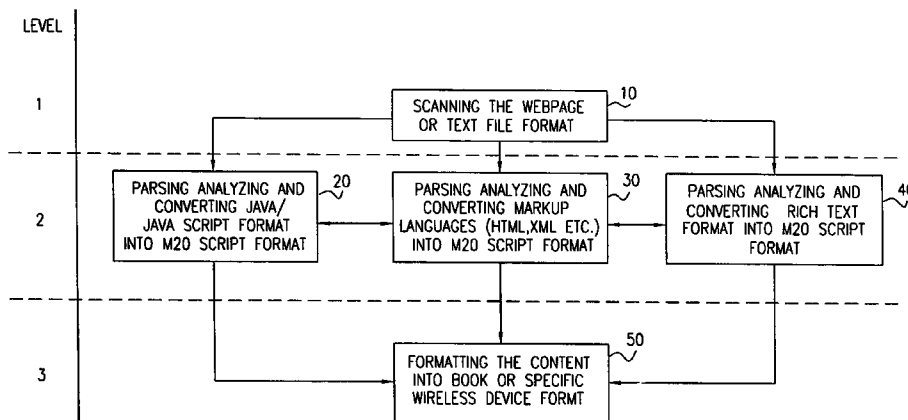 LEVEL
1
10
SCANNING THE WEBPAGE
OR TEXT FILE FORMAT
2
20
PARSING ANALYZING AND
CONVERTING JAVA/
JAVA SCRIPT FORMAT
INTO M20 SCRIPT FORMAT
30
PARSING ANALYZING AND
CONVERTING MARKUP
LANGUAGES (HTML,XML ETC.)
INTO M20 SCRIPT FORMAT
40
PARSING ANALYZING AND
CONVERTING RICH TEXT
FORMAT INTO M20 SCRIPT
FORMAT
3
50
FORMATTING THE CONTENT
INTO BOOK OR SPECIFIC
WIRELESS DEVICE FORMT